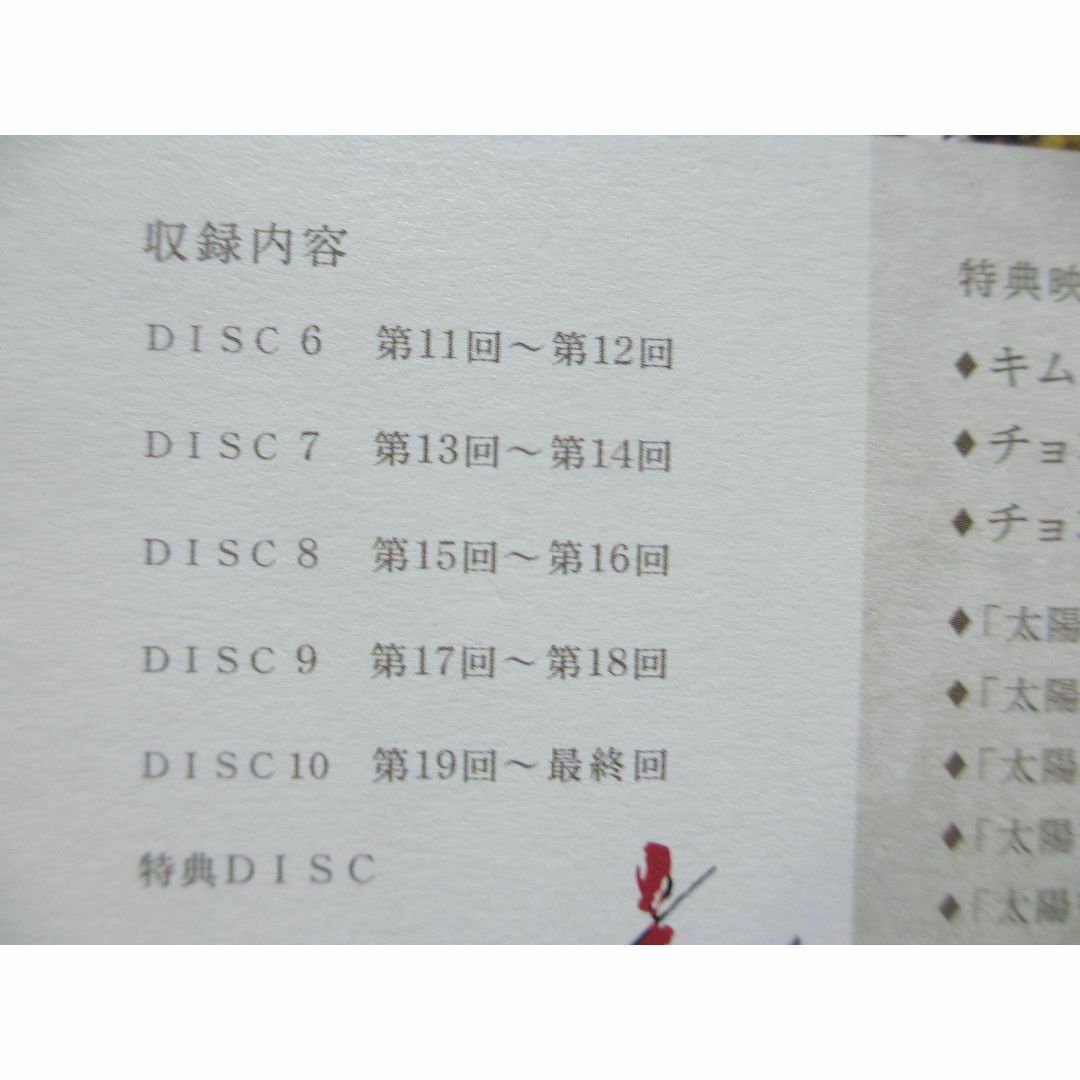 収録内容
DISC 6 第11回～第12回
DISC 7 第13回～第14回
DISC 8 第15回～第16回
DISC 9 第17回～第18回
DISC10 第19回～最終回
特典DISC
特典映
◆キム
◆チョ
◆チョ
◆「太陽
◆「太陽
◆「太陽
◆「太陽
◆「太陽